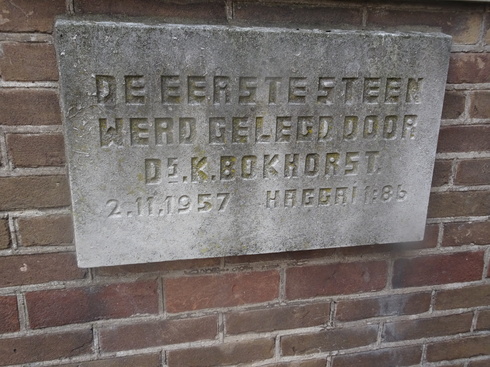 DE EERSTE STEEN
WERD GELEGD DOOR
Ds. K. BOKHORST.
2.11.1957 HAGGAI 1:8b